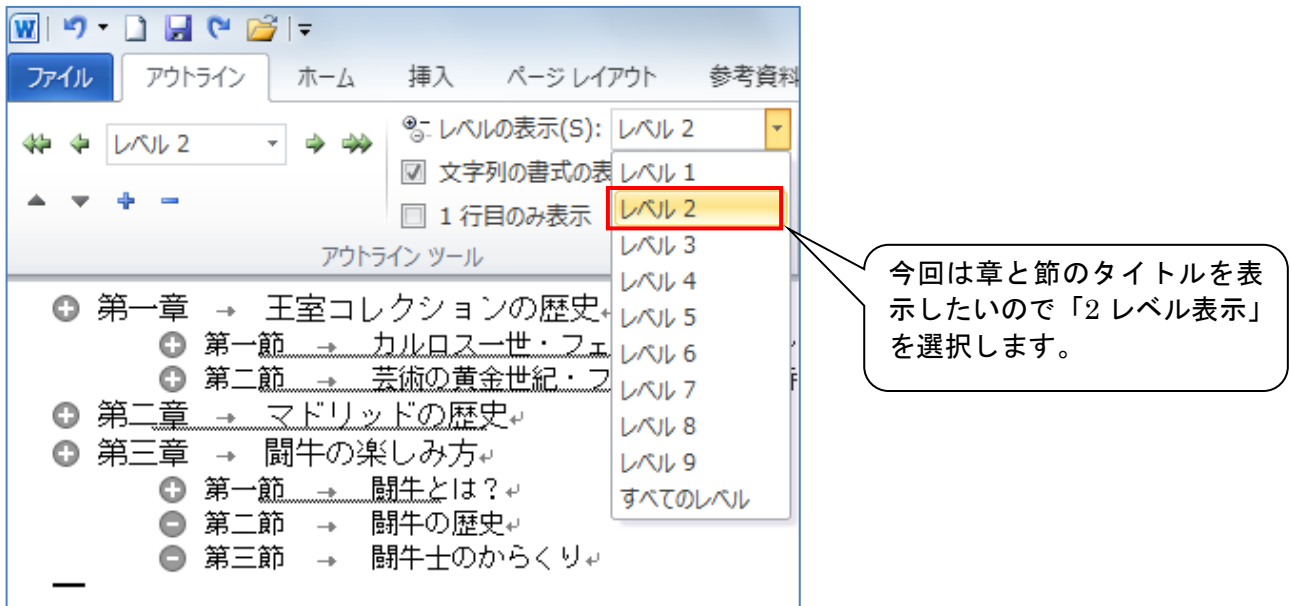 ファイル アウトライン ホーム 挿入 ページ レイアウト 参考資料
レベル 2 レベルの表示(S): レベル 2
文字列の書式の表
1 行目のみ表示
アウトライン ツール
レベル 1
レベル 2
レベル 3
レベル 4
レベル 5
レベル 6
レベル 7
レベル 8
レベル 9
すべてのレベル
第一章 → 王室コレクションの歴史
第一節 → カルロス一世・フェ
第二節 → 芸術の黄金世紀・フ
第二章 → マドリッドの歴史
第三章 → 闘牛の楽しみ方
第一節 → 闘牛とは？
第二節 → 闘牛の歴史
第三節 → 闘牛士のからくり
今回は章と節のタイトルを表
示したいので「2 レベル表示」
を選択します。